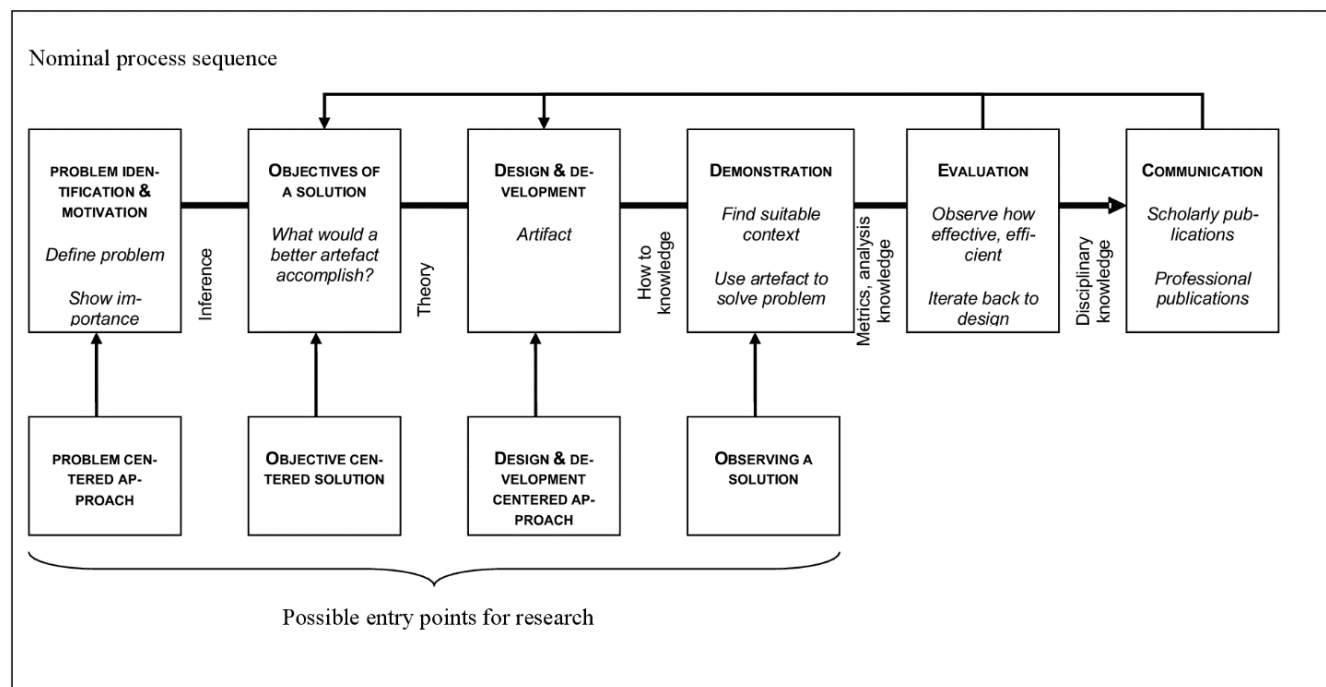 Nominal process sequence
PROBLEM IDEN-
TIFICATION &
MOTIVATION
Define problem
Show im-
portance
Inference
OBJECTIVES OF
A SOLUTION
What would a
better artefact
accomplish?
Theory
DESIGN & DE-
VELOPMENT
Artifact
How to
knowledge
DEMONSTRATION
Find suitable
context
Use artefact to
solve problem
Metrics, analysis
knowledge
EVALUATION
Observe how
effective, effi-
cient
Iterate back to
design
Disciplinary
knowledge
COMMUNICATION
Scholarly pub-
lications
Professional
publications
PROBLEM CEN-
TERED AP-
PROACH
OBJECTIVE CEN-
TERED SOLUTION
DESIGN & DE-
VELOPMENT
CENTERED AP-
PROACH
OBSERVING A
SOLUTION
Possible entry points for research